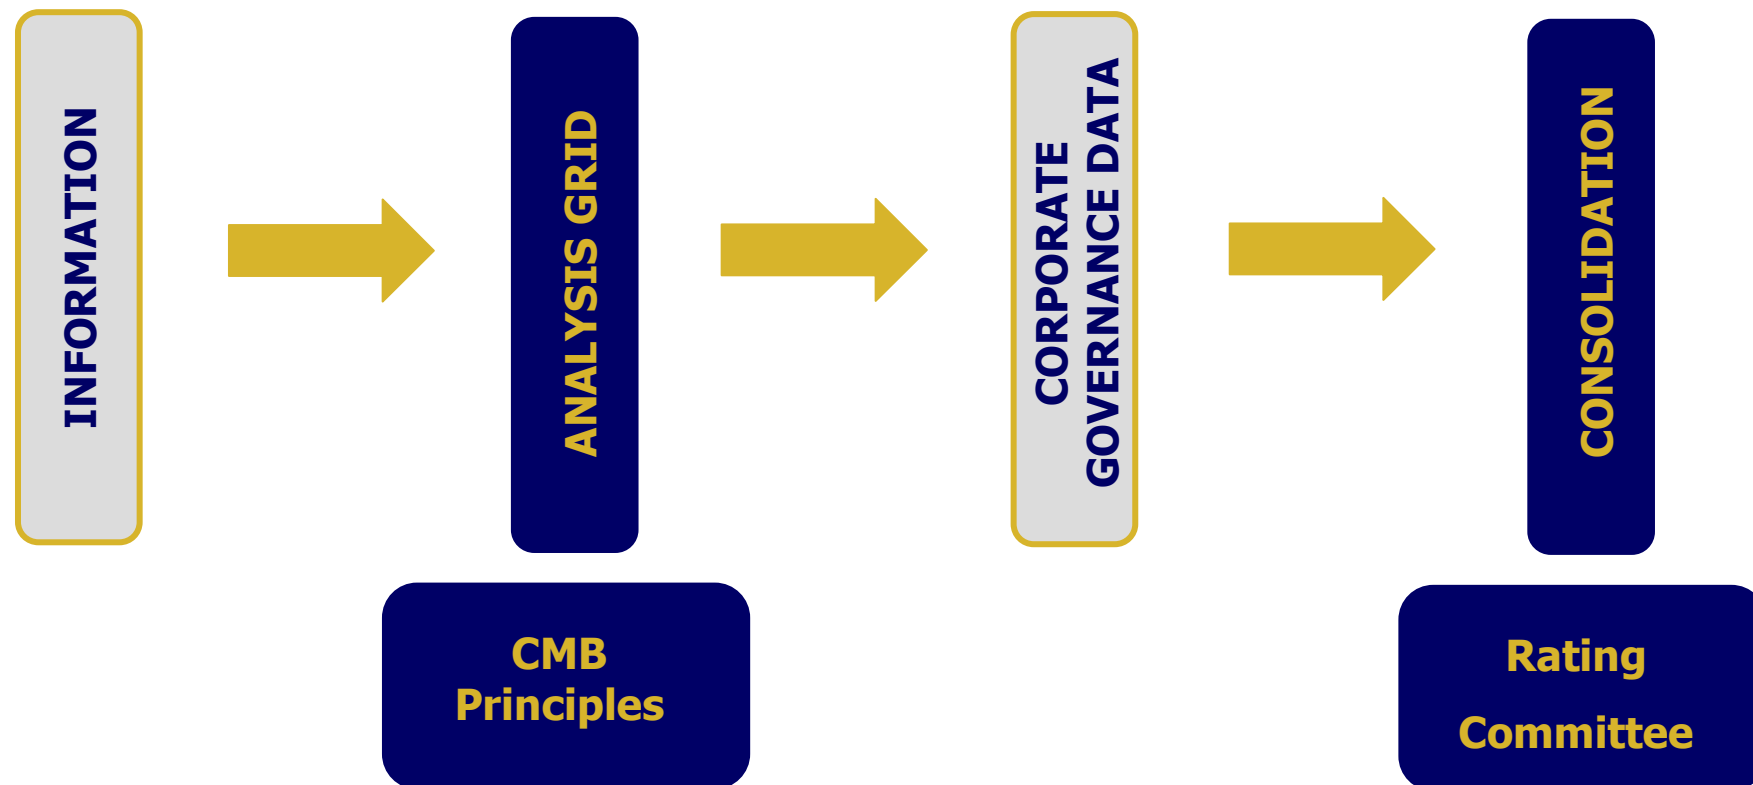 INFORMATION
ANALYSIS GRID
CORPORATE
GOVERNANCE DATA
CONSOLIDATION
CMB
Principles
Rating
Committee